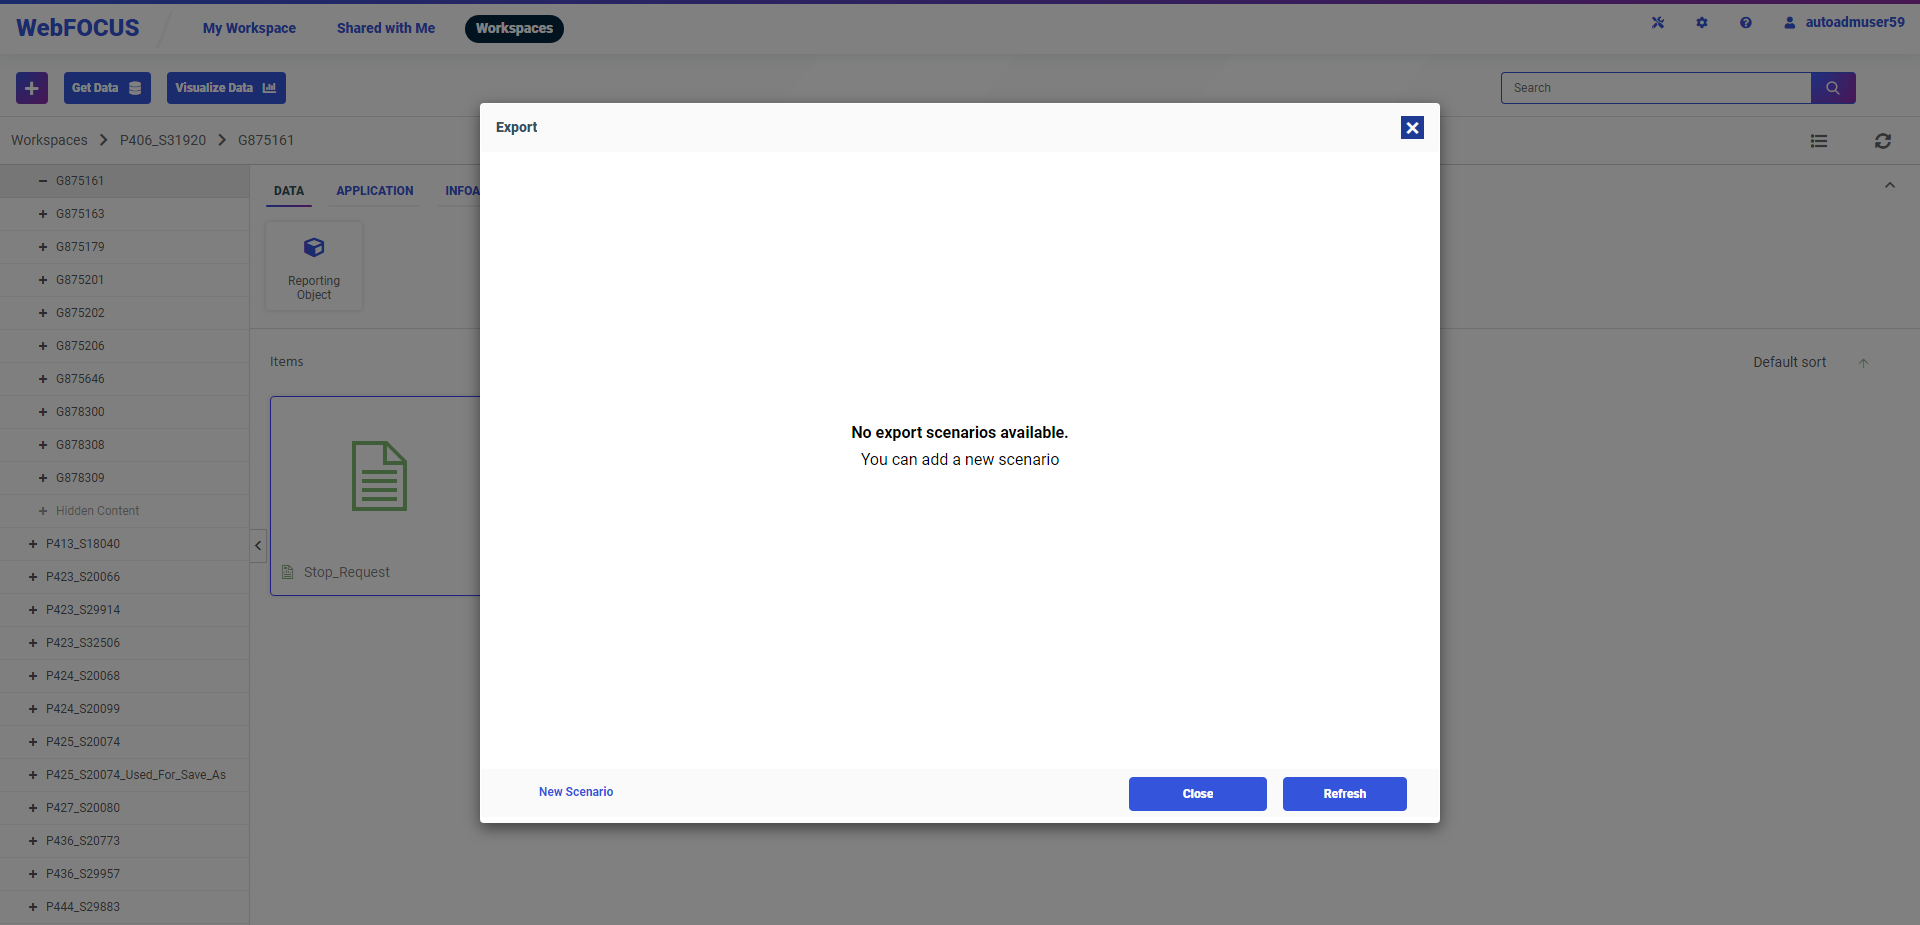 WebFOCUS
My Workspace
Shared with Me
Workspaces
autoadmuser59
Get Data
Visualize Data
Search
Workspaces
P406_S31920
G875161
G875161
G875163
G875179
G875201
G875202
G875206
G875646
G878300
G878308
G878309
Hidden Content
P413_S18040
P423_S20066
P423_S29914
P423_S32506
P424_S20068
P424_S20099
P425_S20074
P425_S20074_Used_For_Save_As
P427_S20080
P436_S20773
P436_S29957
P444_S29883
DATA
APPLICATION
INFOA
Reporting
Object
Items
Default sort
Stop_Request
Export
No export scenarios available.
You can add a new scenario
New Scenario
Close
Refresh